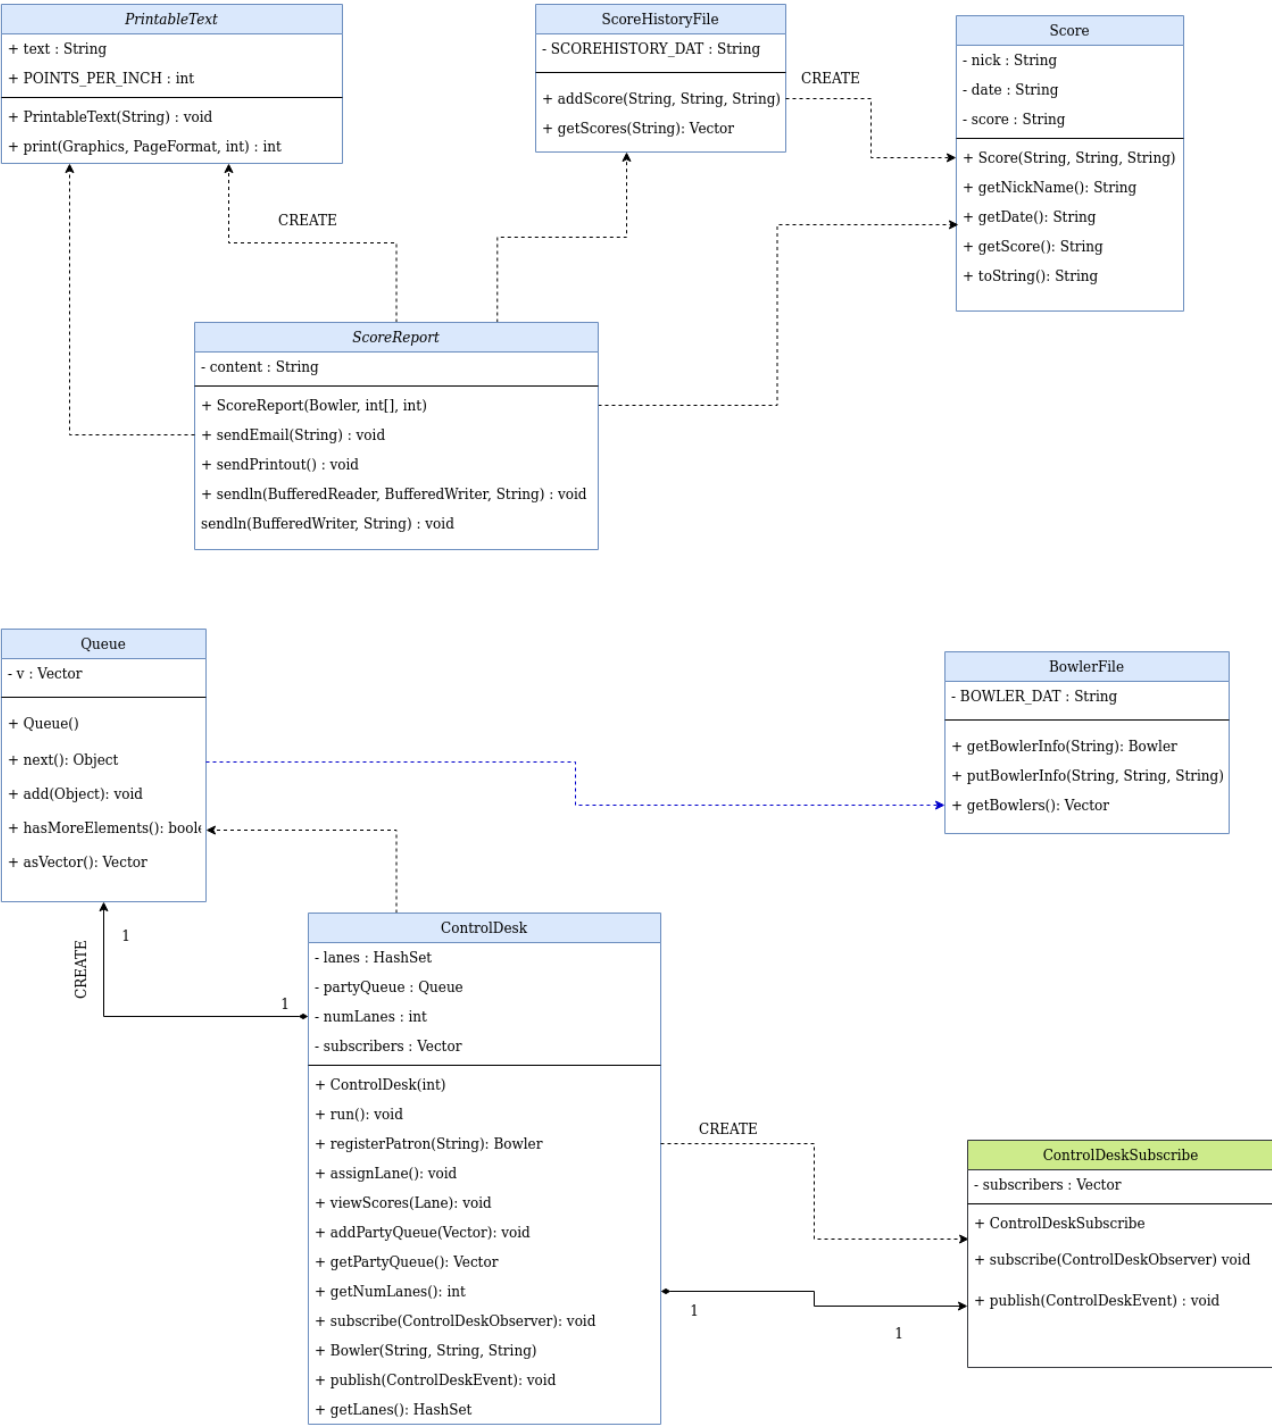 PrintableText
+ text : String
+ POINTS_PER_INCH : int
+ PrintableText(String) : void
+ print(Graphics, PageFormat, int) : int
ScoreHistoryFile
- SCOREHISTORY_DAT : String
+ addScore(String, String, String)
+ getScores(String): Vector
CREATE
Score
- nick : String
- date : String
- score : String
+ Score(String, String, String)
+ getNickName(): String
+ getDate(): String
+ getScore(): String
+ toString(): String
CREATE
ScoreReport
- content : String
+ ScoreReport(Bowler, int[], int)
+ sendEmail(String) : void
+ sendPrintout() : void
+ sendln(BufferedReader, BufferedWriter, String) : void
sendln(BufferedWriter, String) : void
Queue
- v : Vector
+ Queue()
+ next(): Object
+ add(Object): void
+ hasMoreElements(): boole
+ asVector(): Vector
BowlerFile
- BOWLER_DAT : String
+ getBowlerInfo(String): Bowler
+ putBowlerInfo(String, String, String)
+ getBowlers(): Vector
CREATE
1
1
ControlDesk
- lanes : HashSet
- partyQueue : Queue
- numLanes : int
- subscribers : Vector
+ ControlDesk(int)
+ run(): void
+ registerPatron(String): Bowler
+ assignLane(): void
+ viewScores(Lane): void
+ addPartyQueue(Vector): void
+ getPartyQueue(): Vector
+ getNumLanes(): int
+ subscribe(ControlDeskObserver): void
+ Bowler(String, String, String)
+ publish(ControlDeskEvent): void
+ getLanes(): HashSet
CREATE
1
1
ControlDeskSubscribe
- subscribers : Vector
+ ControlDeskSubscribe
+ subscribe(ControlDeskObserver) void
+ publish(ControlDeskEvent) : void